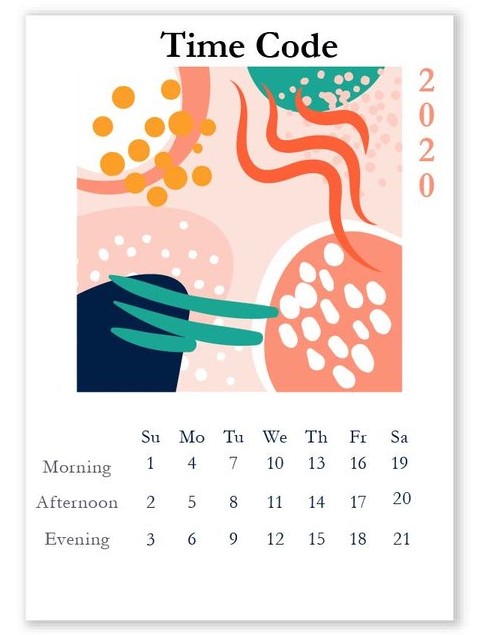 Time Code
2
0
2
0
Su Mo Tu We Th Fr Sa
Morning 1 4 7 10 13 16 19
Afternoon 2 5 8 11 14 17 20
Evening 3 6 9 12 15 18 21